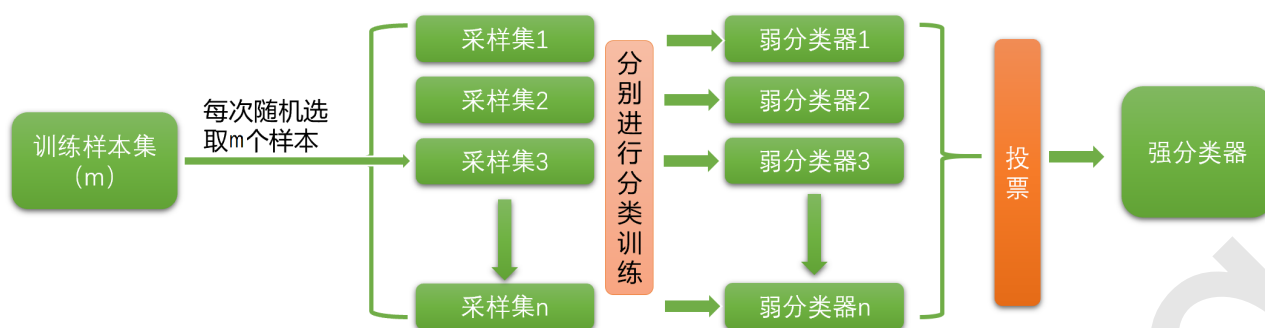 训练样本集
（m）
每次随机选
取m个样本
采样集1
采样集2
采样集3
采样集n
分别进行分类训练
弱分类器1
弱分类器2
弱分类器3
弱分类器n
投票
强分类器